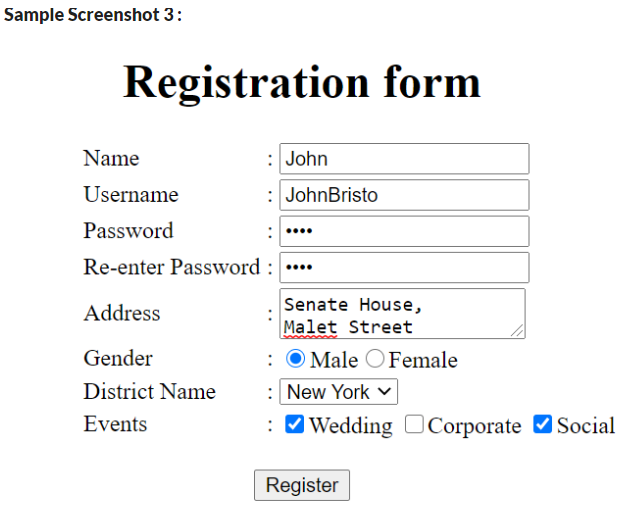 Sample Screenshot 3 :
Registration form
Name : John
Username : JohnBristo
Password : ••••
Re-enter Password : ••••
Address : Senate House,
Malet Street
Gender : Male Female
District Name : New York
Events : Wedding Corporate Social
Register